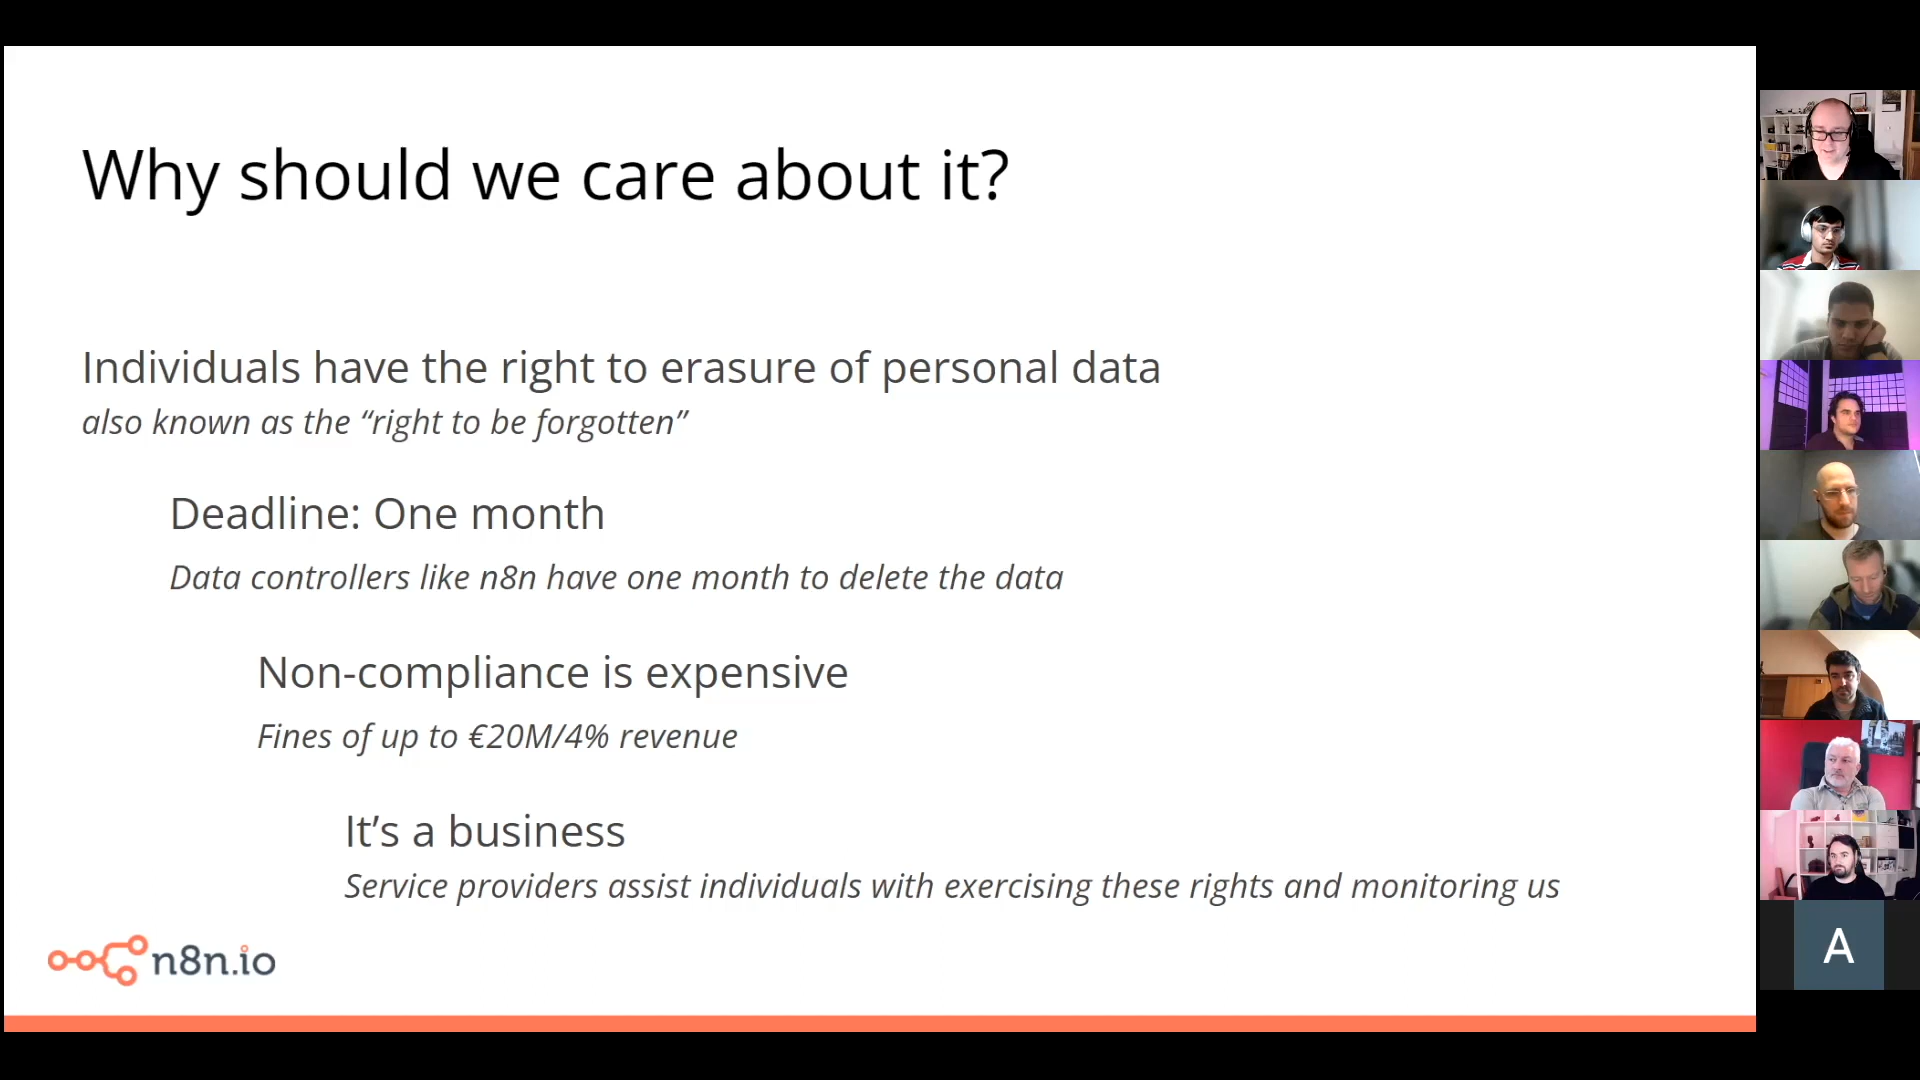 Why should we care about it?
Individuals have the right to erasure of personal data
also known as the “right to be forgotten”
Deadline: One month
Data controllers like n8n have one month to delete the data
Non-compliance is expensive
Fines of up to €20M/4% revenue
It’s a business
Service providers assist individuals with exercising these rights and monitoring us
n8n.io
A